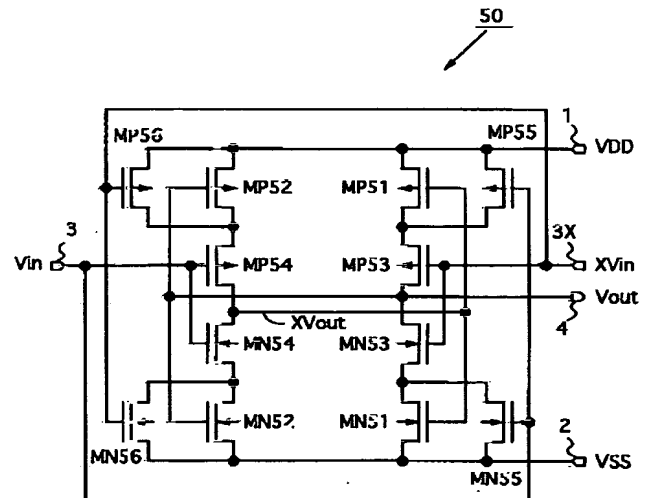 50
1
MP56
MP55
VDD
MP52
MP51
3
3X
Vin
MP54
MP53
XVin
Vout
XVout
4
MN54
MN53
MN52
MN51
2
MN56
VSS
MN55